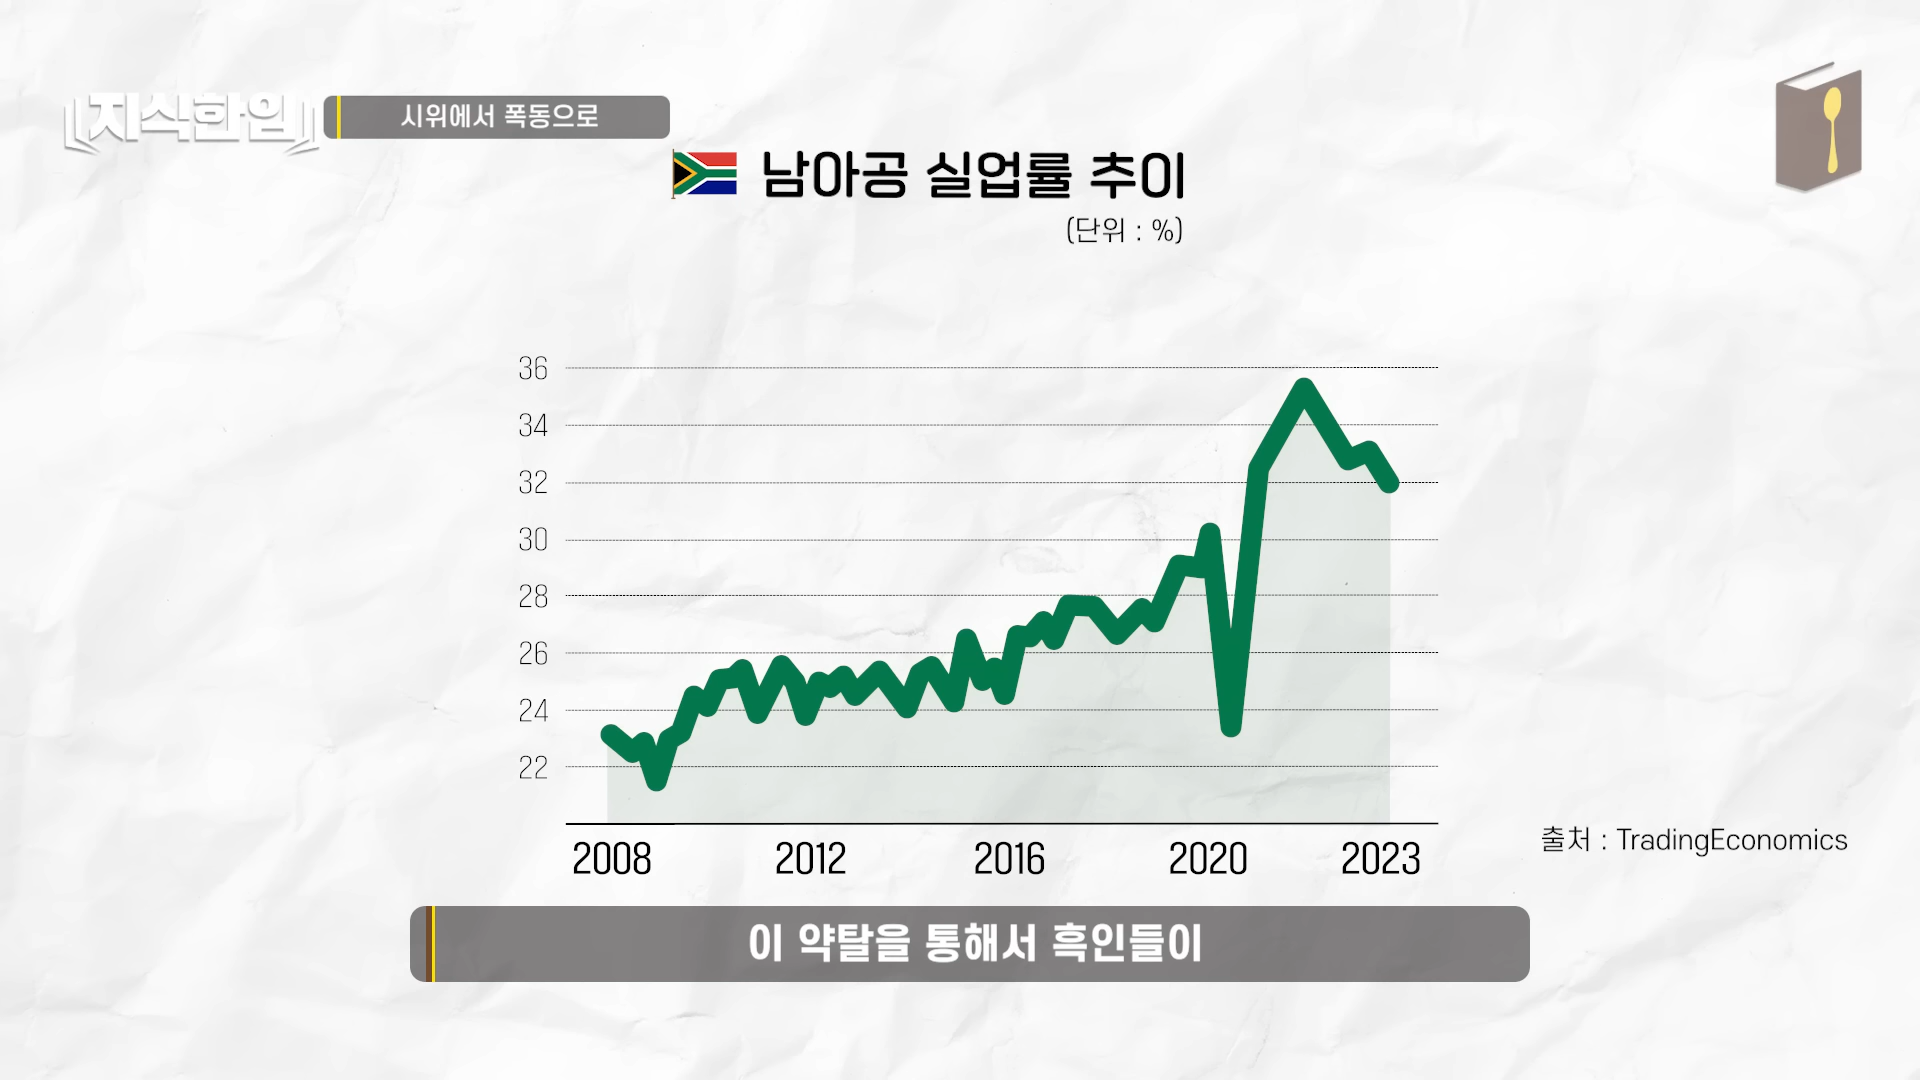 지식한입
시위에서 폭동으로
남아공 실업률 추이
(단위 : %)
36
34
32
30
28
26
24
22
2008 2012 2016 2020 2023
출처 : TradingEconomics
이 약탈을 통해서 흑인들이